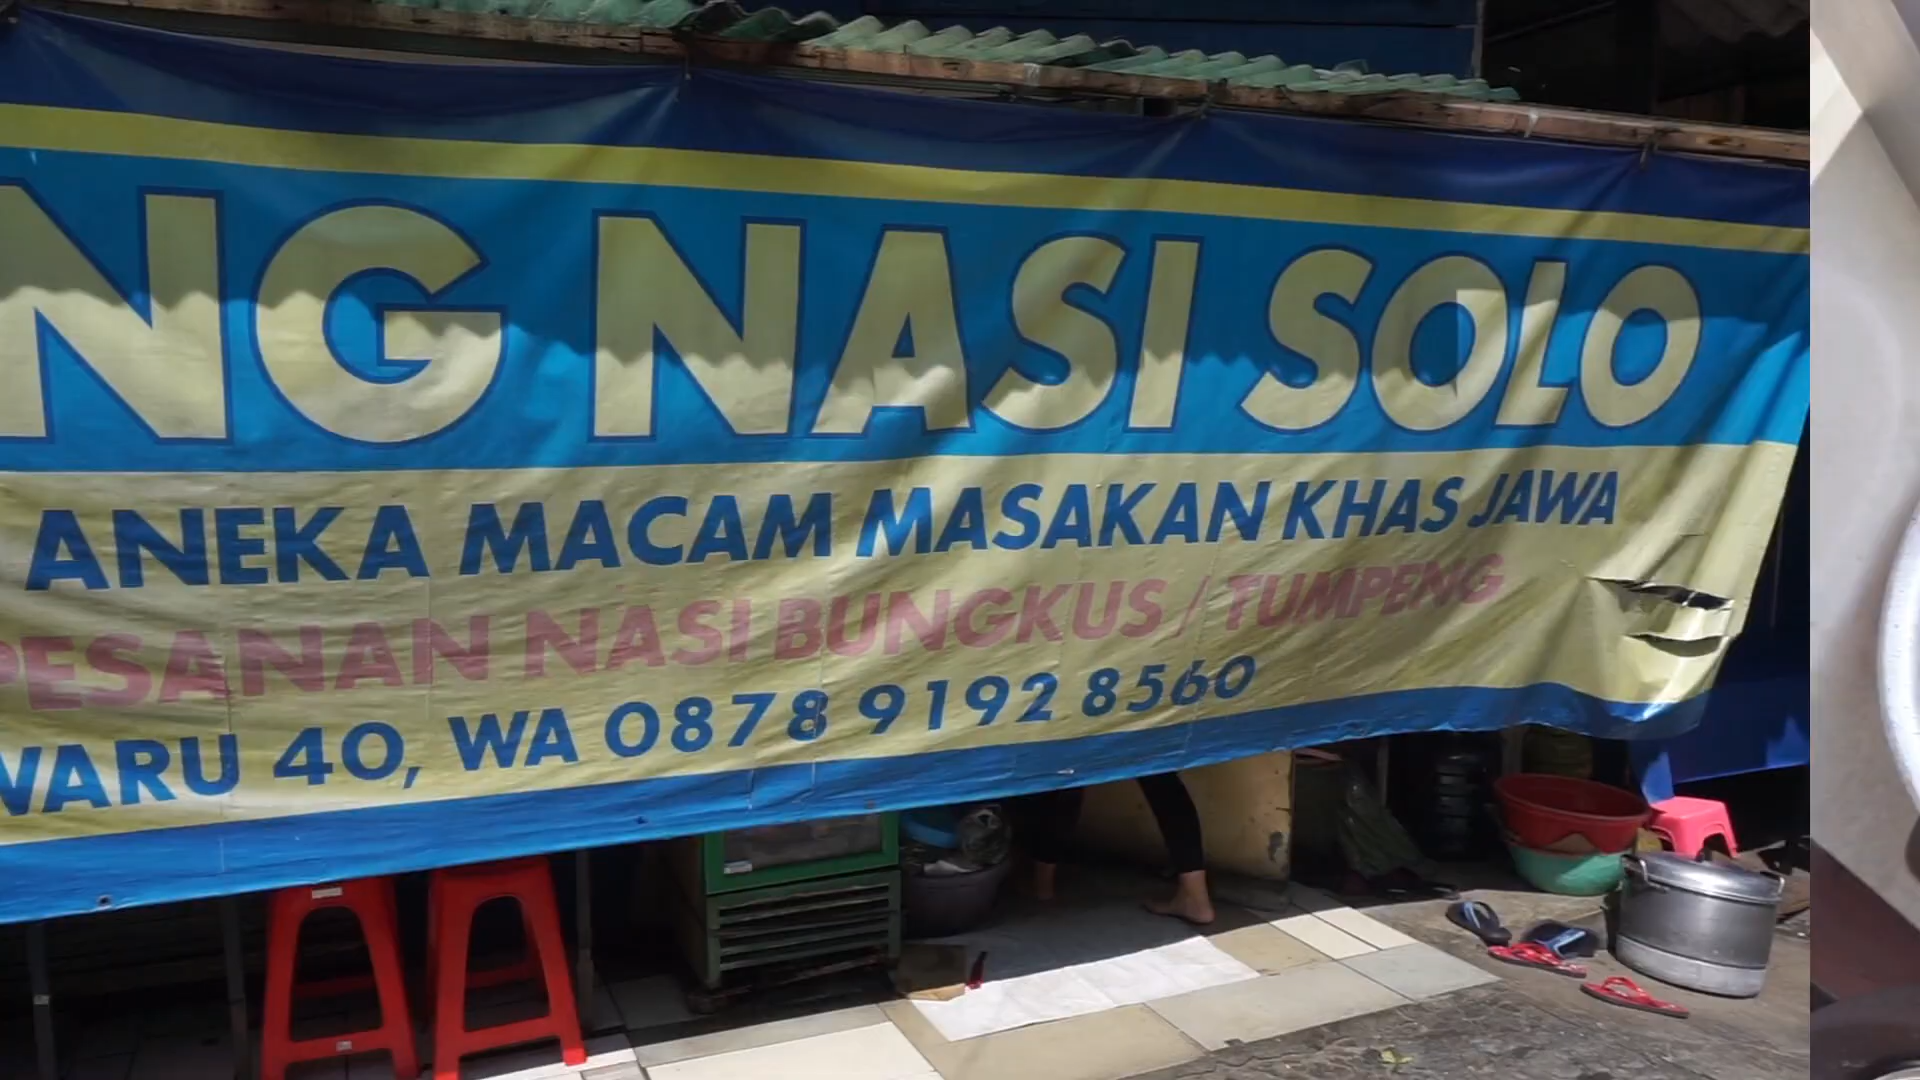 NG NASI SOLO
ANEKA MACAM MASAKAN KHAS JAWA
PESANAN NASI BUNGKUS / TUMPENG
WARU 40, WA 0878 9192 8560